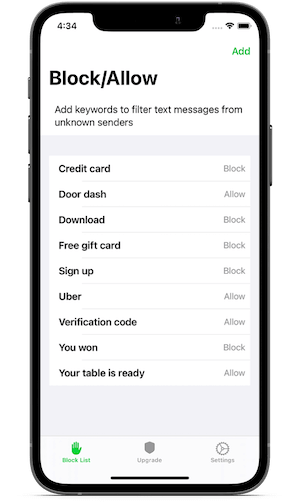 4:34
Add
Block/Allow
Add keywords to filter text messages from
unknown senders
Credit card Block
Door dash Allow
Download Block
Free gift card Block
Sign up Block
Uber Allow
Verification code Allow
You won Block
Your table is ready Allow
Block List Upgrade Settings